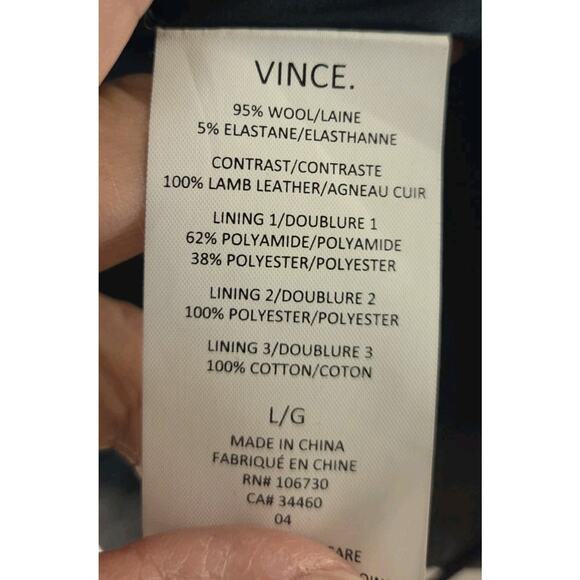 VINCE.
95% WOOL/LAINE
5% ELASTANE/ELASTHANNE
CONTRAST/CONTRASTE
100% LAMB LEATHER/AGNEAU CUIR
LINING 1/DOUBLURE 1
62% POLYAMIDE/POLYAMIDE
38% POLYESTER/POLYESTER
LINING 2/DOUBLURE 2
100% POLYESTER/POLYESTER
LINING 3/DOUBLURE 3
100% COTTON/COTON
L/G
MADE IN CHINA
FABRIQUÉ EN CHINE
RN# 106730
CA# 34460
04